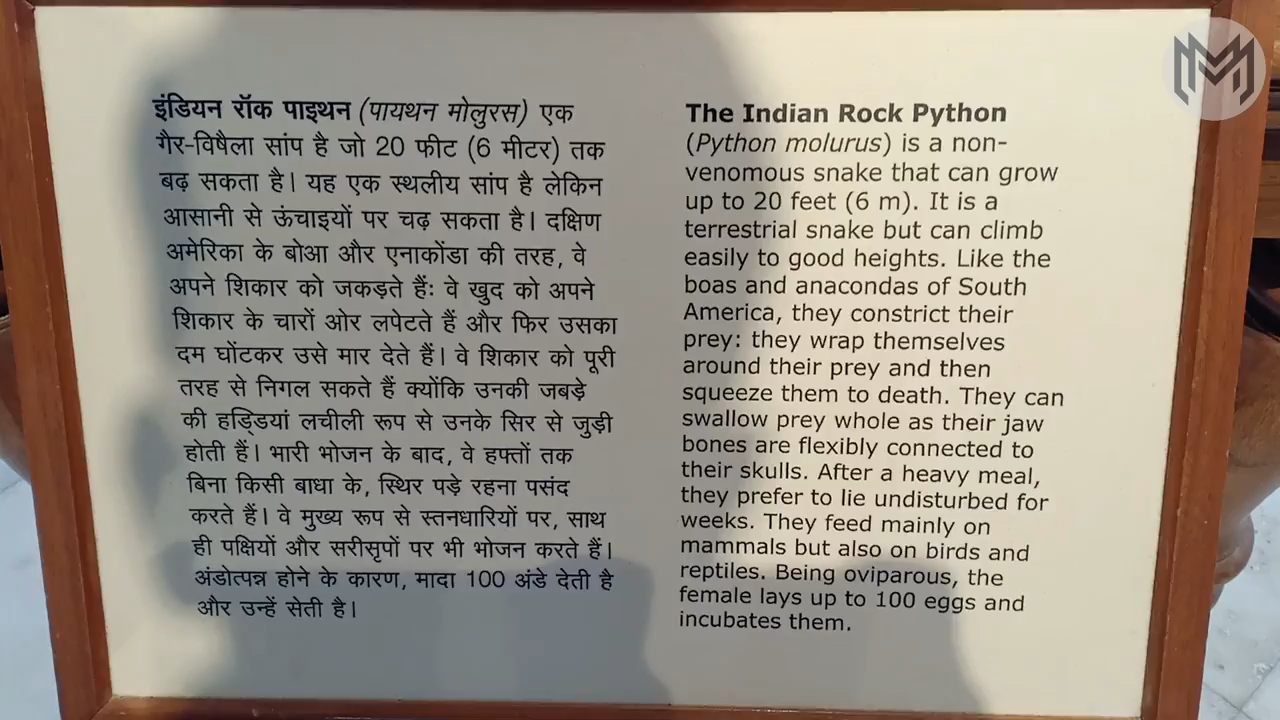 इंडियन रॉक पाइथन (पायथन मोलुरस) एक
गैर-विषैला सांप है जो 20 फीट (6 मीटर) तक
बढ़ सकता है। यह एक स्थलीय सांप है लेकिन
आसानी से ऊंचाइयों पर चढ़ सकता है। दक्षिण
अमेरिका के बोआ और एनाकोंडा की तरह, वे
अपने शिकार को जकड़ते हैंः वे खुद को अपने
शिकार के चारों ओर लपेटते हैं और फिर उसका
दम घोंटकर उसे मार देते हैं। वे शिकार को पूरी
तरह से निगल सकते हैं क्योंकि उनकी जबड़े
की हड्डियां लचीली रूप से उनके सिर से जुड़ी
होती हैं। भारी भोजन के बाद, वे हफ्तों तक
बिना किसी बाधा के, स्थिर पड़े रहना पसंद
करते हैं। वे मुख्य रूप से स्तनधारियों पर, साथ
ही पक्षियों और सरीसृपों पर भी भोजन करते हैं।
अंडोत्पन्न होने के कारण, मादा 100 अंडे देती है
और उन्हें सेती है।
The Indian Rock Python
(Python molurus) is a non-
venomous snake that can grow
up to 20 feet (6 m). It is a
terrestrial snake but can climb
easily to good heights. Like the
boas and anacondas of South
America, they constrict their
prey: they wrap themselves
around their prey and then
squeeze them to death. They can
swallow prey whole as their jaw
bones are flexibly connected to
their skulls. After a heavy meal,
they prefer to lie undisturbed for
weeks. They feed mainly on
mammals but also on birds and
reptiles. Being oviparous, the
female lays up to 100 eggs and
incubates them.